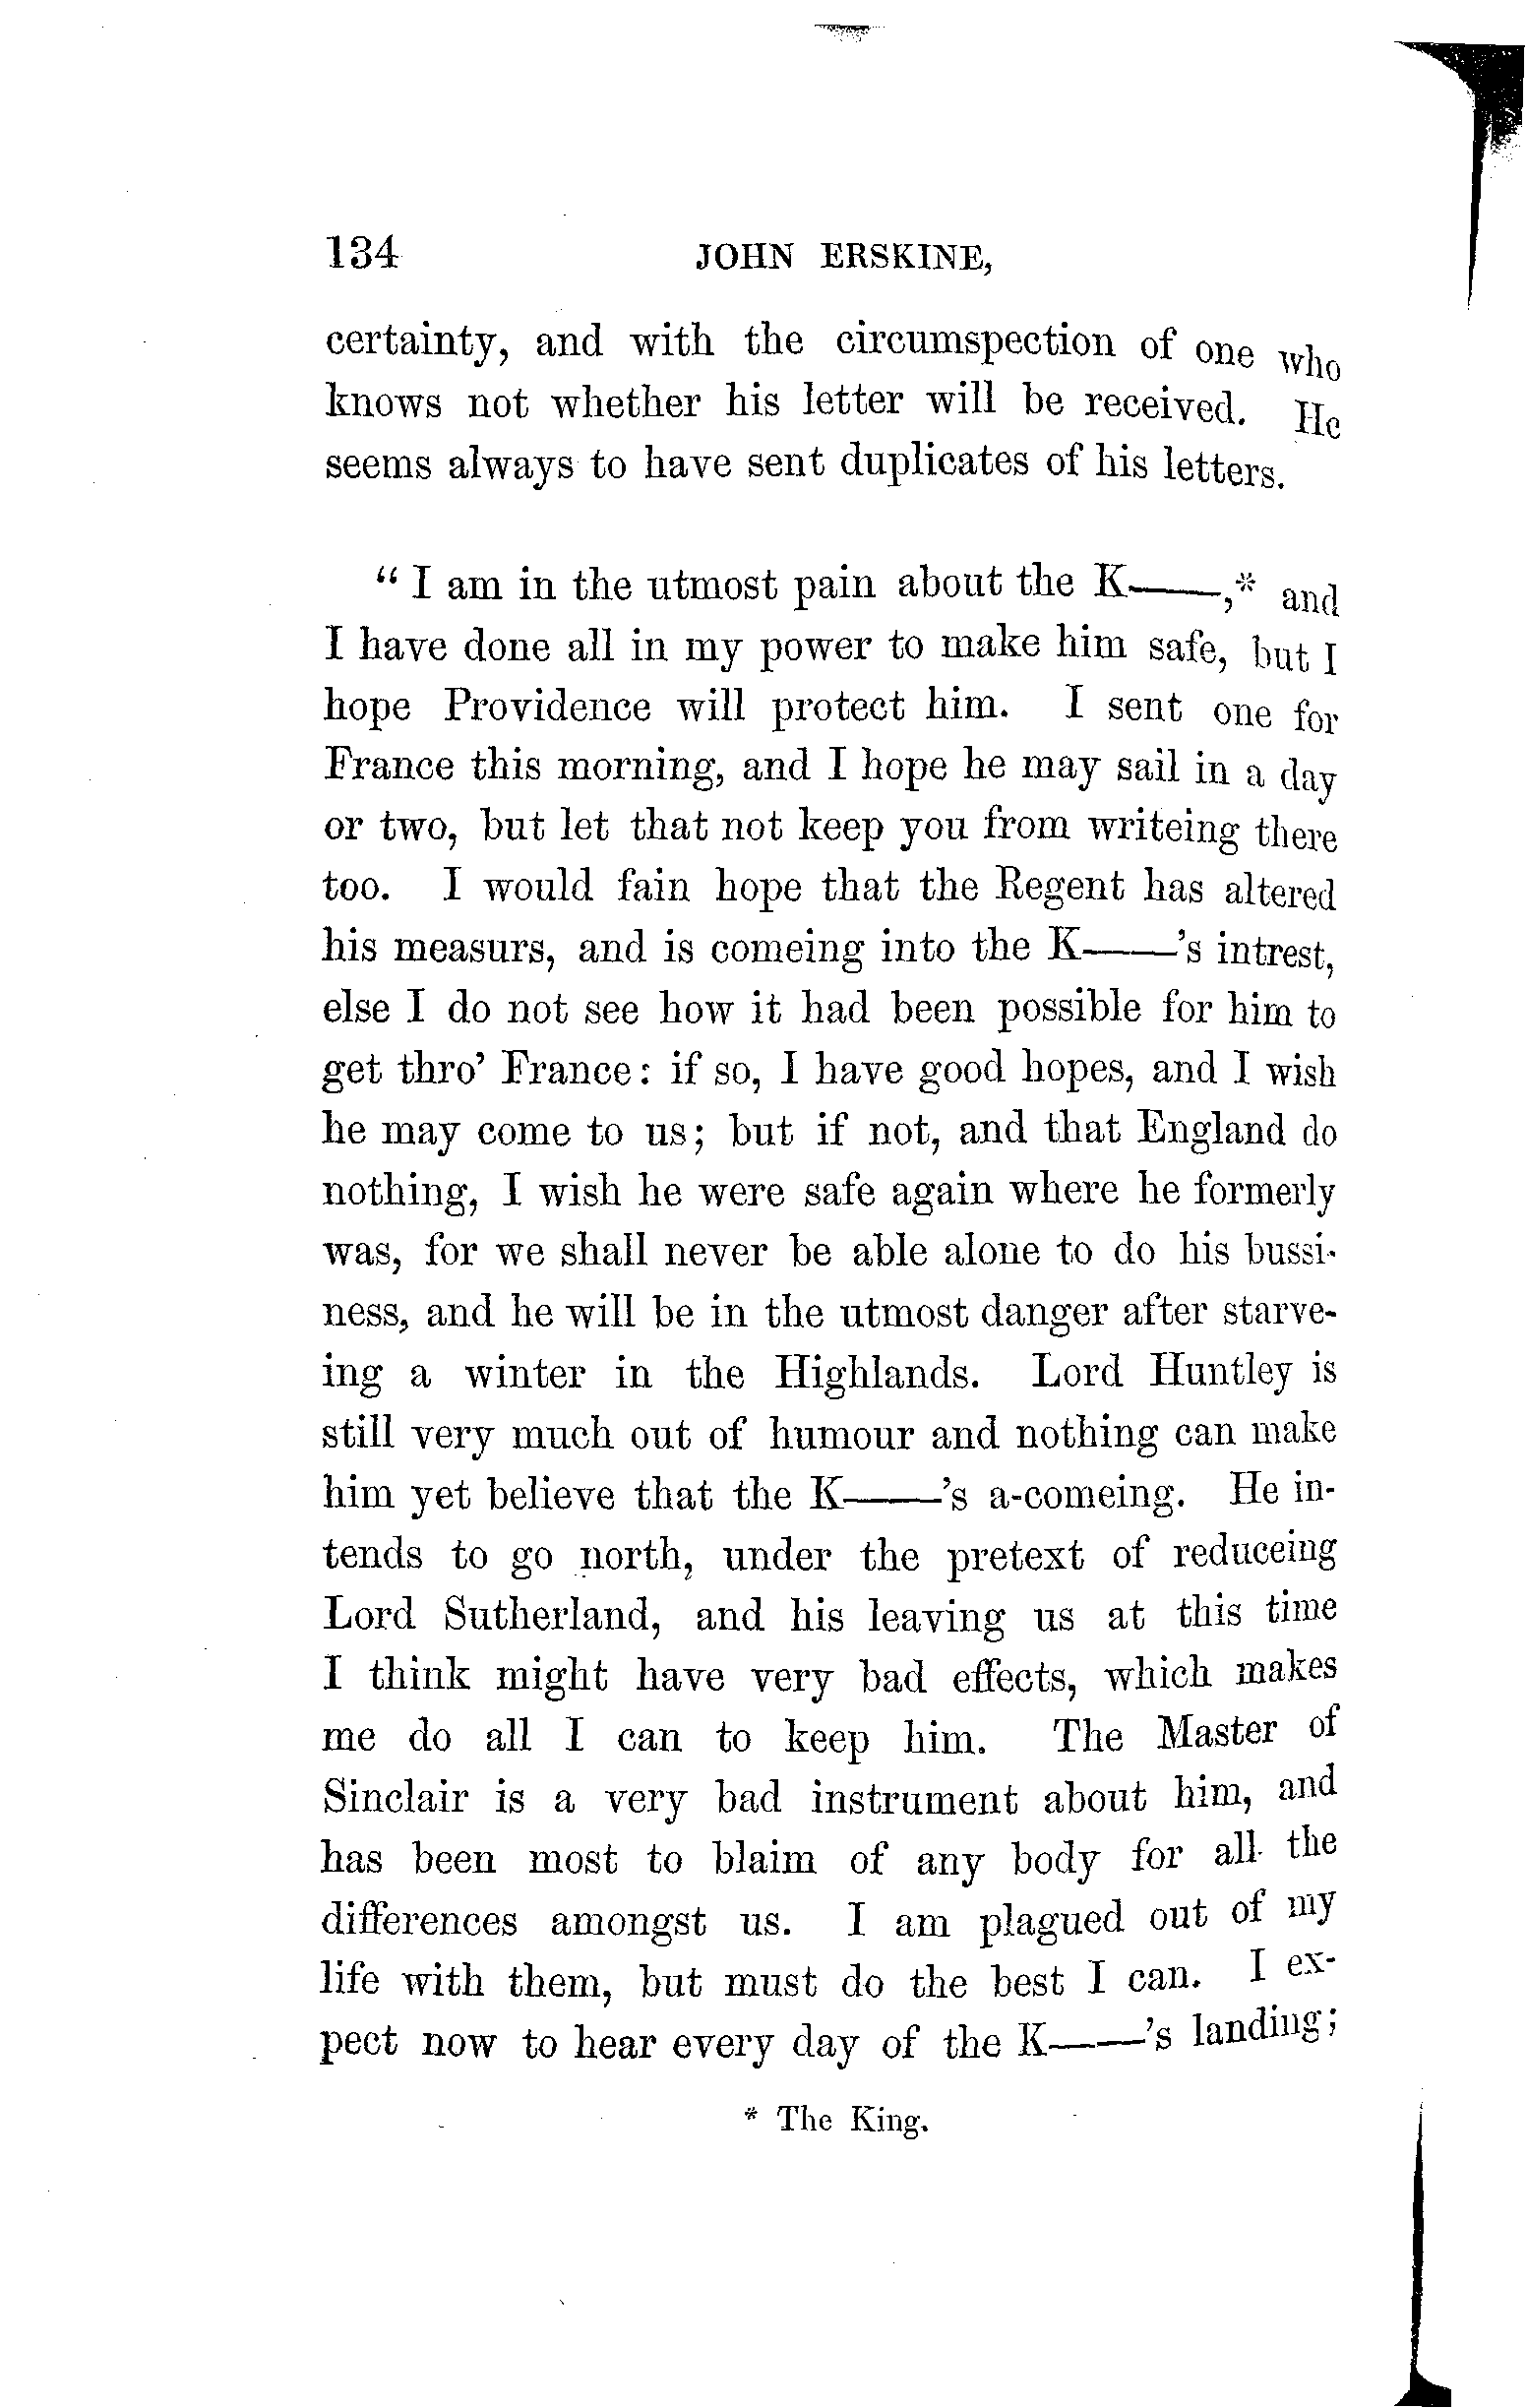 134 JOHN ERSKINE,
certainty, and with the circumspection of one who
knows not whether his letter will be received. He
seems always to have sent duplicates of his letters.
“ I am in the utmost pain about the K——,* and
I have done all in my power to make him safe, but I
hope Providence will protect him. I sent one for
France this morning, and I hope he may sail in a day
or two, but let that not keep you from writeing there
too. I would fain hope that the Regent has altered
his measurs, and is comeing into the K——’s intrest,
else I do not see how it had been possible for him to
get thro’ France: if so, I have good hopes, and I wish
he may come to us; but if not, and that England do
nothing, I wish he were safe again where he formerly
was, for we shall never be able alone to do his bussi-
ness, and he will be in the utmost danger after starve-
ing a winter in the Highlands. Lord Huntley is
still very much out of humour and nothing can make
him yet believe that the K——’s a-comeing. He in-
tends to go north, under the pretext of reduceing
Lord Sutherland, and his leaving us at this time
I think might have very bad effects, which makes
me do all I can to keep him. The Master of
Sinclair is a very bad instrument about him, and
has been most to blaim of any body for all the
differences amongst us. I am plagued out of my
life with them, but must do the best I can. I ex-
pect now to hear every day of the K——’s landing;
* The King.